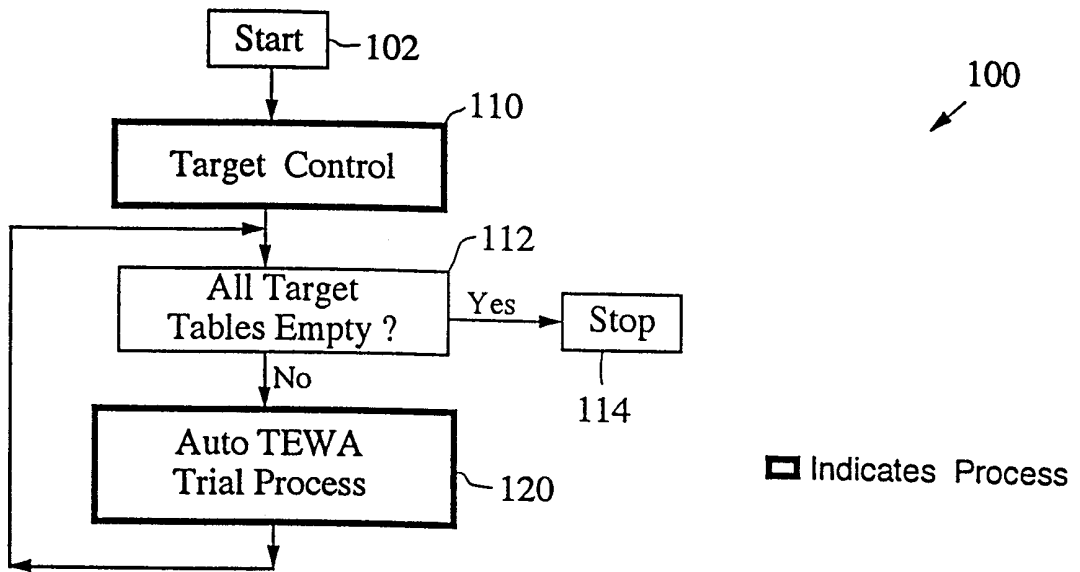 Start
102
100
110
Target Control
112
All Target
Tables Empty ?
Yes
Stop
114
No
Auto TEWA
Trial Process
120
Indicates Process